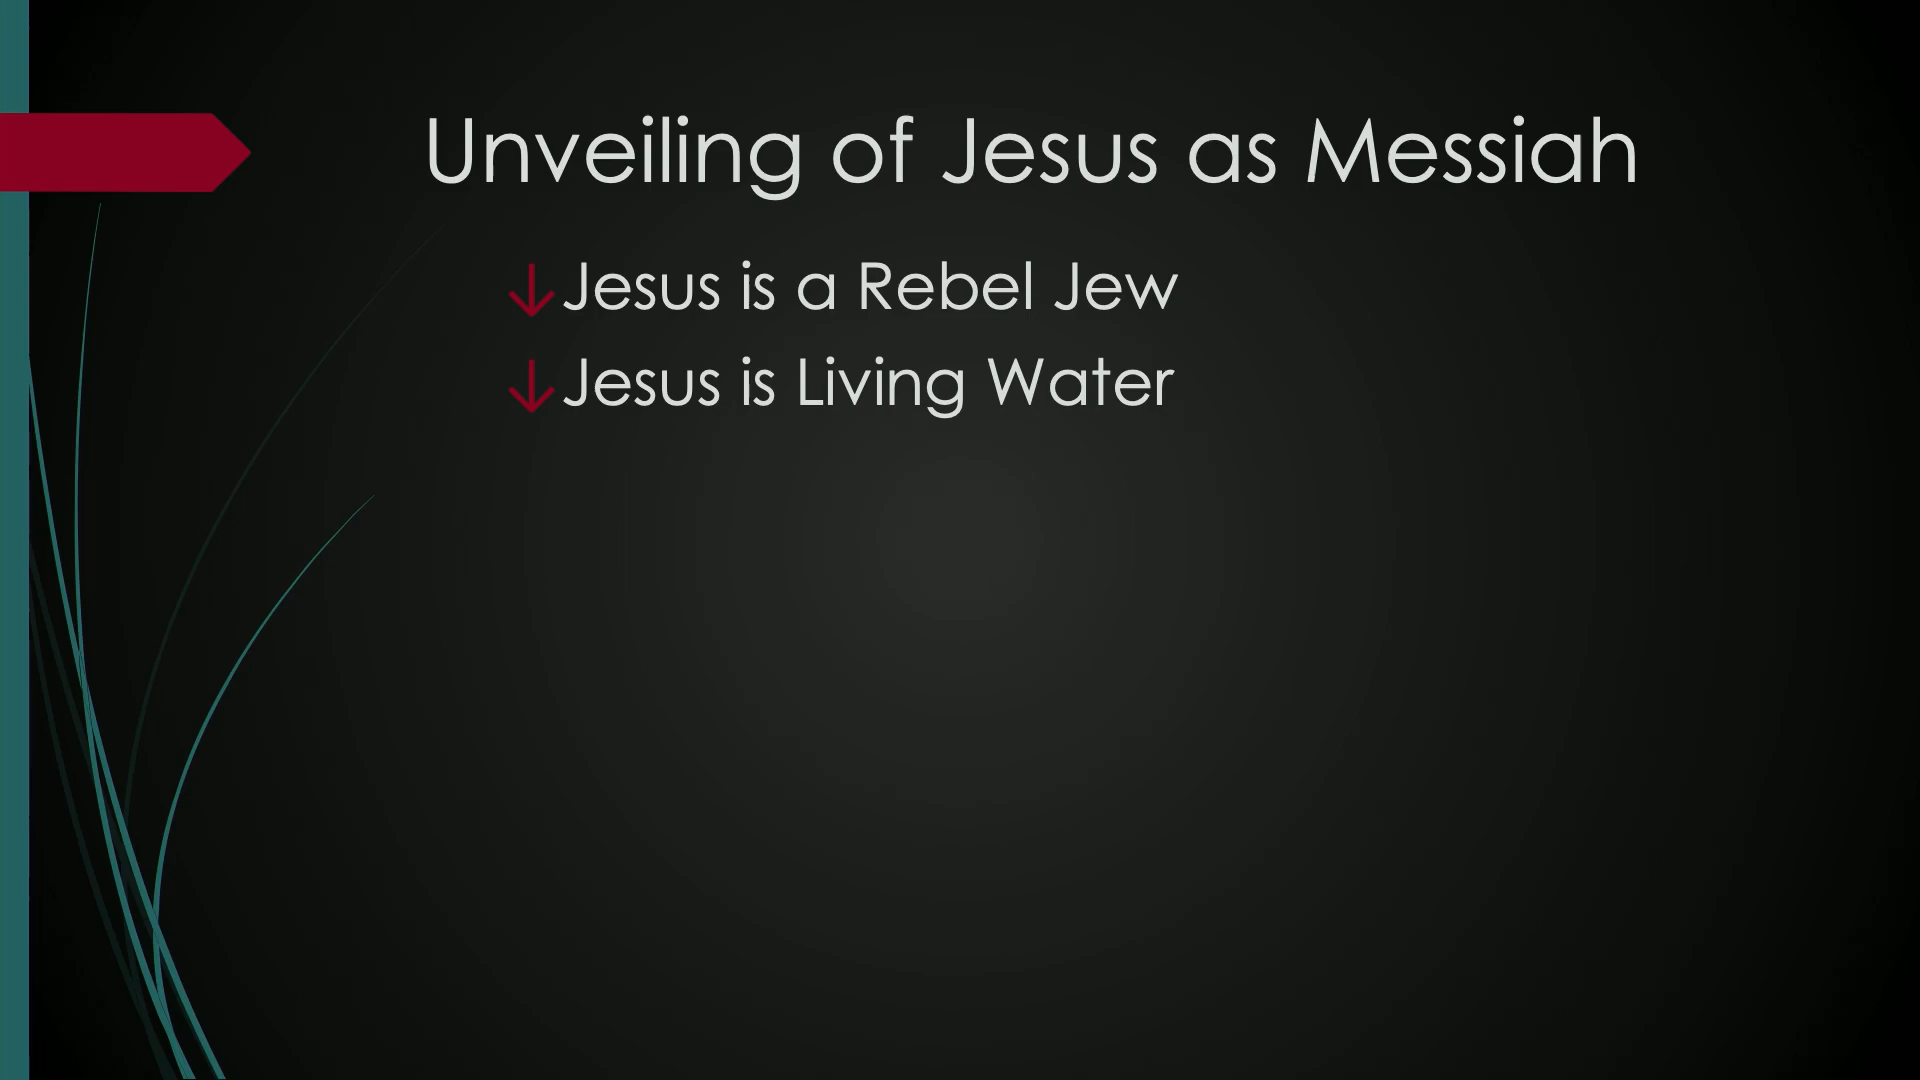 Unveiling of Jesus as Messiah
↓Jesus is a Rebel Jew
↓Jesus is Living Water